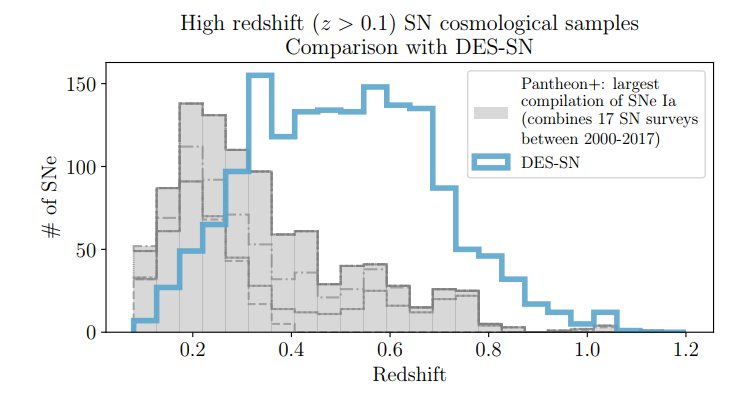 High redshift (z > 0.1) SN cosmological samples
Comparison with DES-SN
Pantheon+: largest
compilation of SNe Ia
(combines 17 SN surveys
between 2000-2017)
DES-SN
# of SNe
150
100
50
0
0.2 0.4 0.6 0.8 1.0 1.2
Redshift